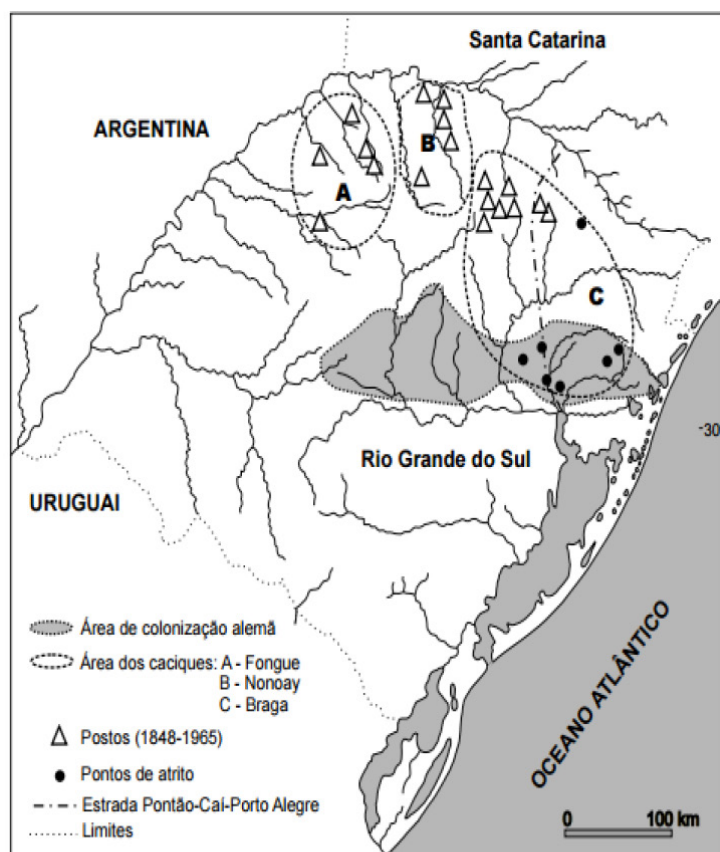 Santa Catarina
ARGENTINA
B
A
C
-30
Rio Grande do Sul
URUGUAI
OCEANO ATLÂNTICO
Área de colonização alemã
Área dos caciques: A - Fongue
B - Nonoay
C - Braga
Postos (1848-1965)
Pontos de atrito
Estrada Pontão-Caí-Porto Alegre
Limites
0 100 km